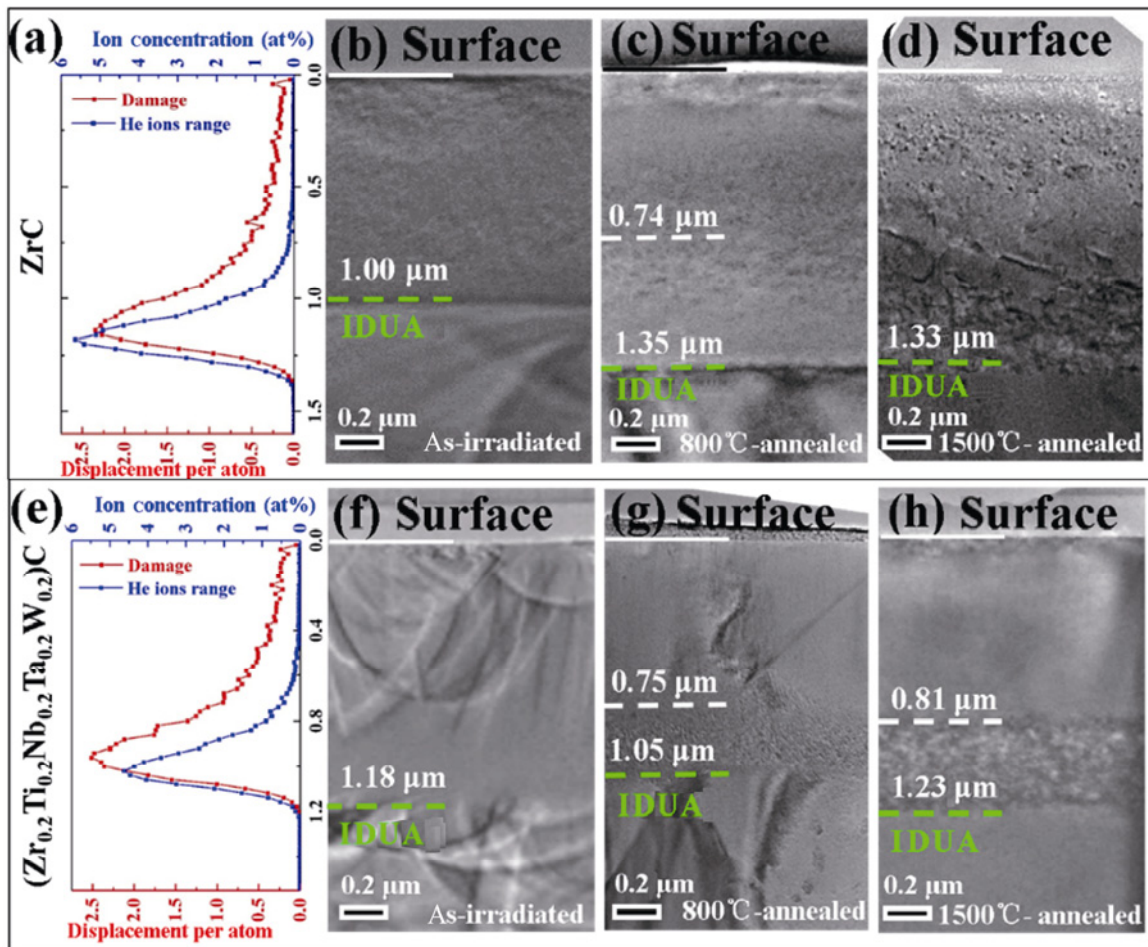 (a)
Ion concentration (at%)
6 5 4 3 2 1 0
Damage
He ions range
0.0
0.5
1.0
1.5
ZrC
2.5 2.0 1.5 1.0 0.5 0.0
Displacement per atom
(b) Surface
1.00 µm
IDUA
0.2 µm
As-irradiated
(c) Surface
0.74 µm
1.35 µm
IDUA
0.2 µm
800℃-annealed
(d) Surface
1.33 µm
IDUA
0.2 µm
1500℃-annealed
(e)
Ion concentration (at%)
6 5 4 3 2 1 0
Damage
He ions range
0.0
0.4
0.8
1.2
(Zr0.2Ti0.2Nb0.2Ta0.2W0.2)C
2.5 2.0 1.5 1.0 0.5 0.0
Displacement per atom
(f) Surface
1.18 µm
IDUA
0.2 µm
As-irradiated
(g) Surface
0.75 µm
1.05 µm
IDUA
0.2 µm
800℃-annealed
(h) Surface
0.81 µm
1.23 µm
IDUA
0.2 µm
1500℃-annealed